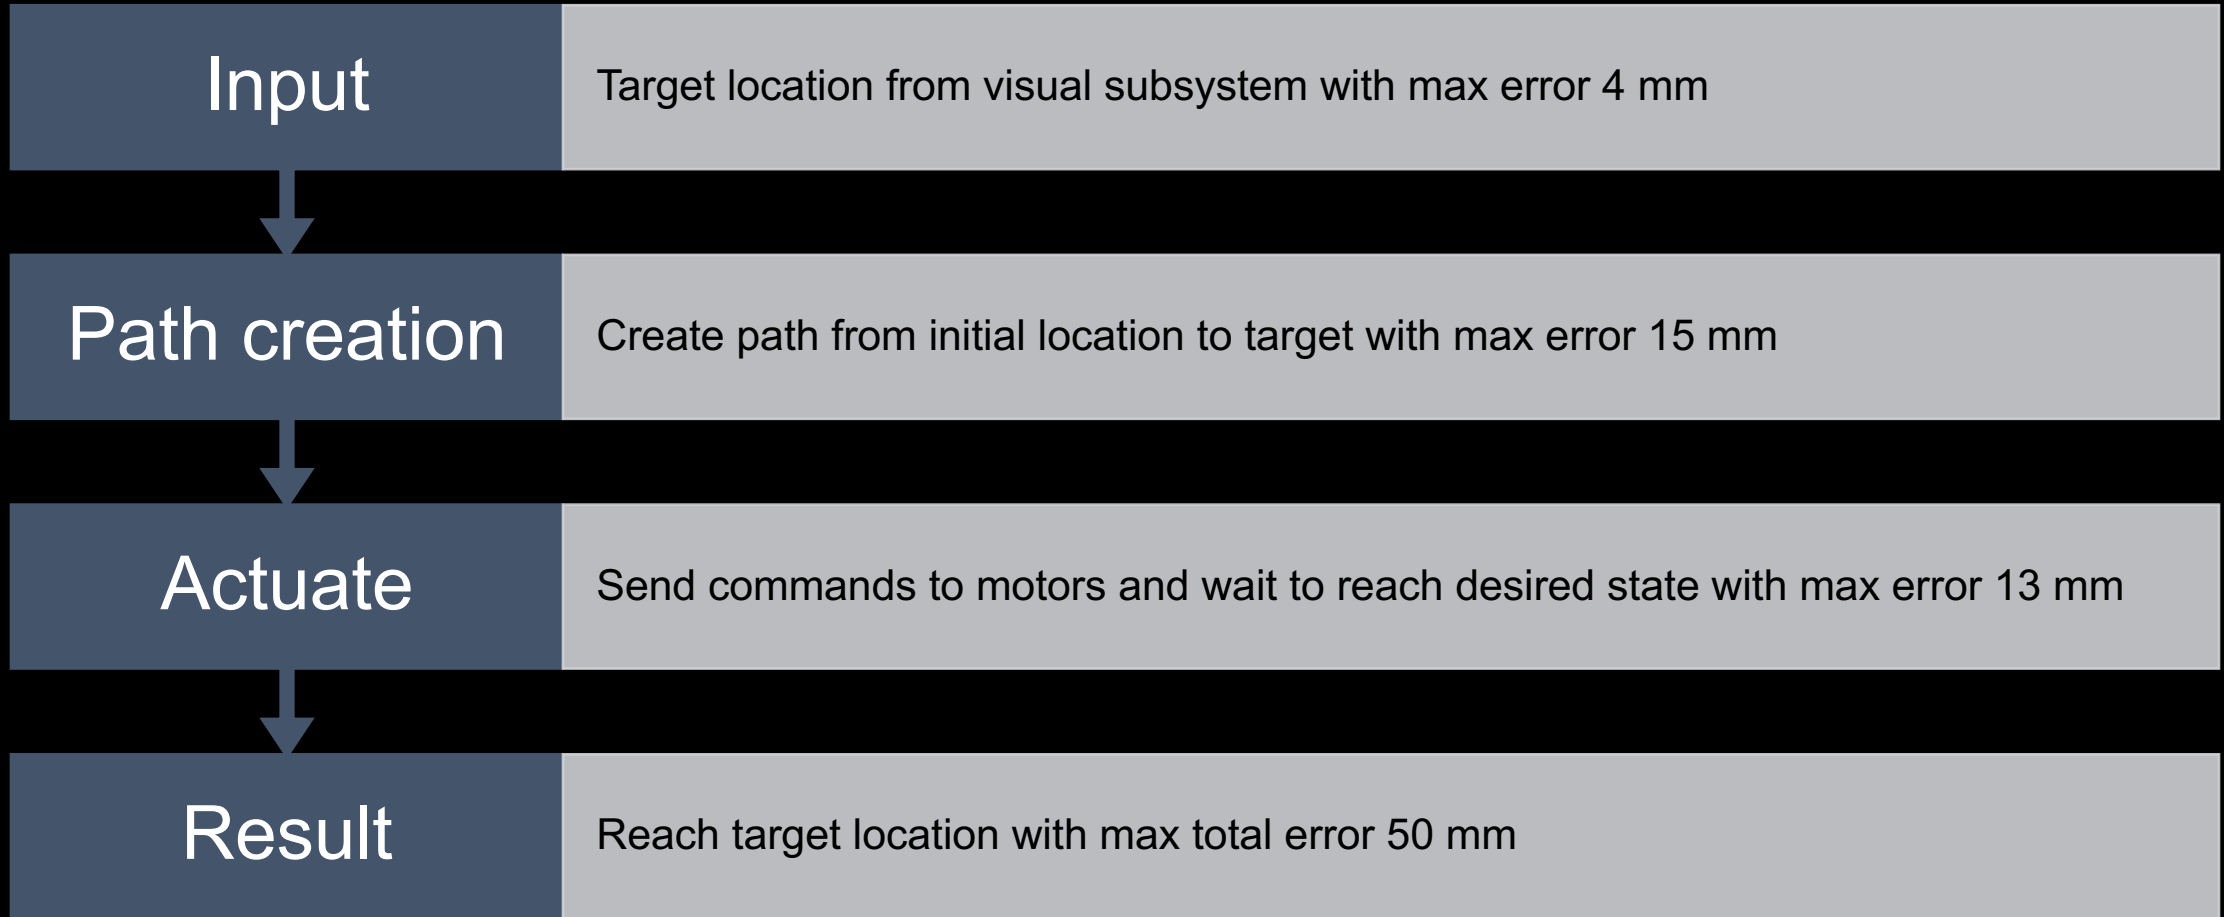 Input
Target location from visual subsystem with max error 4 mm
Path creation
Create path from initial location to target with max error 15 mm
Actuate
Send commands to motors and wait to reach desired state with max error 13 mm
Result
Reach target location with max total error 50 mm